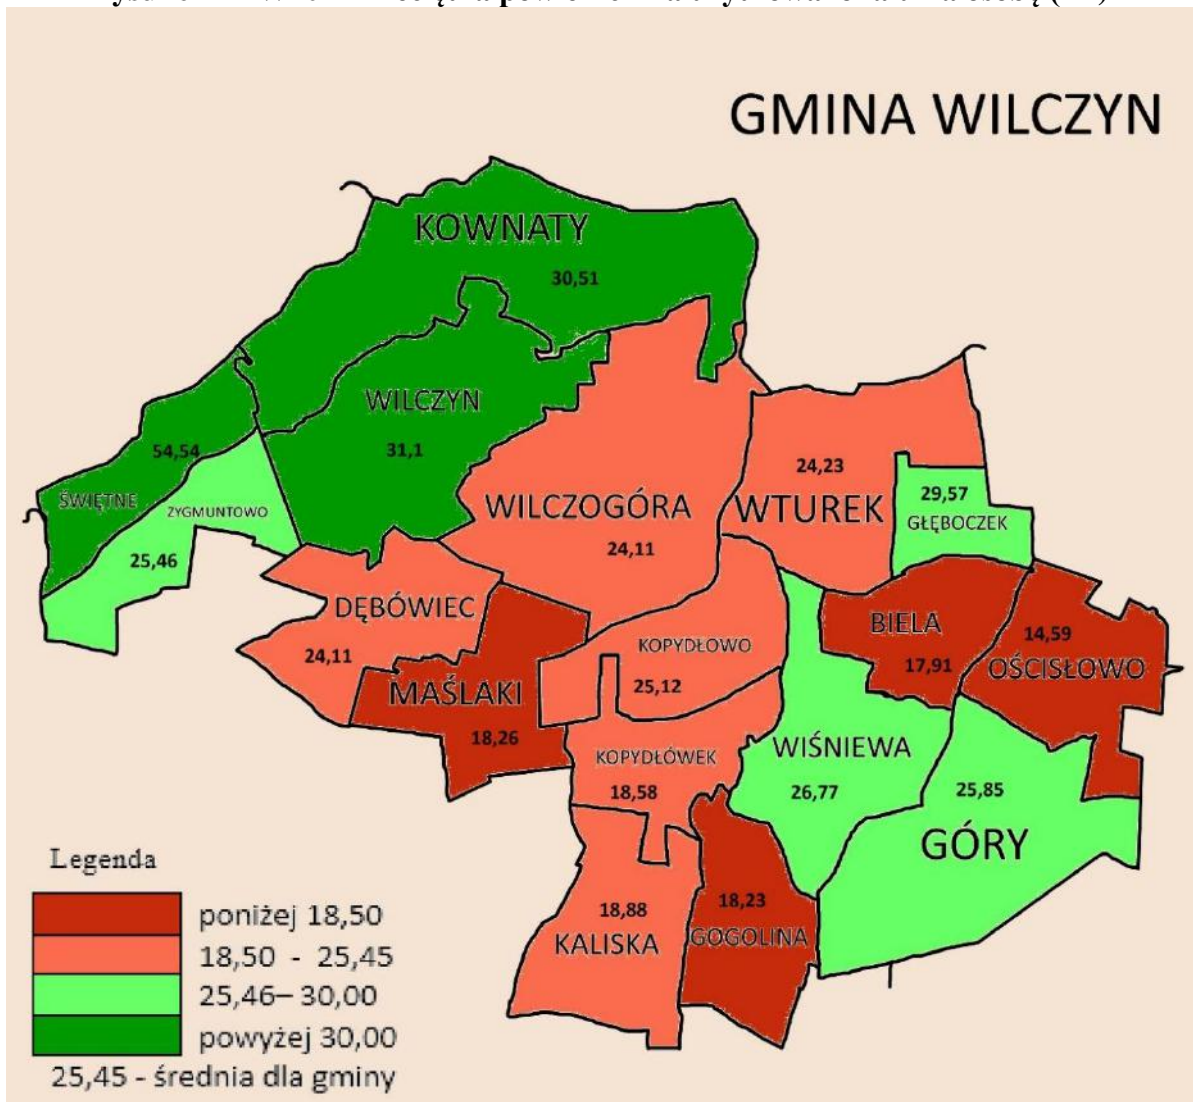 GMINA WILCZYN
KOWNATY
30,51
WILCZYN
31,1
54,54
ŚWIĘTNE
ZYGMUNTOWO
25,46
WILCZOGÓRA
24,11
24,23
WTUREK
29,57
GŁĘBOCZEK
DĘBÓWIEC
24,11
MAŚLAKI
18,26
KOPYDŁOWO
25,12
BIELA
17,91
14,59
OŚCISŁOWO
KOPYDŁÓWEK
18,58
WIŚNIEWA
26,77
25,85
GÓRY
18,88
KALISKA
18,23
GOGOLINA
Legenda
poniżej 18,50
18,50 - 25,45
25,46– 30,00
powyżej 30,00
25,45 - średnia dla gminy